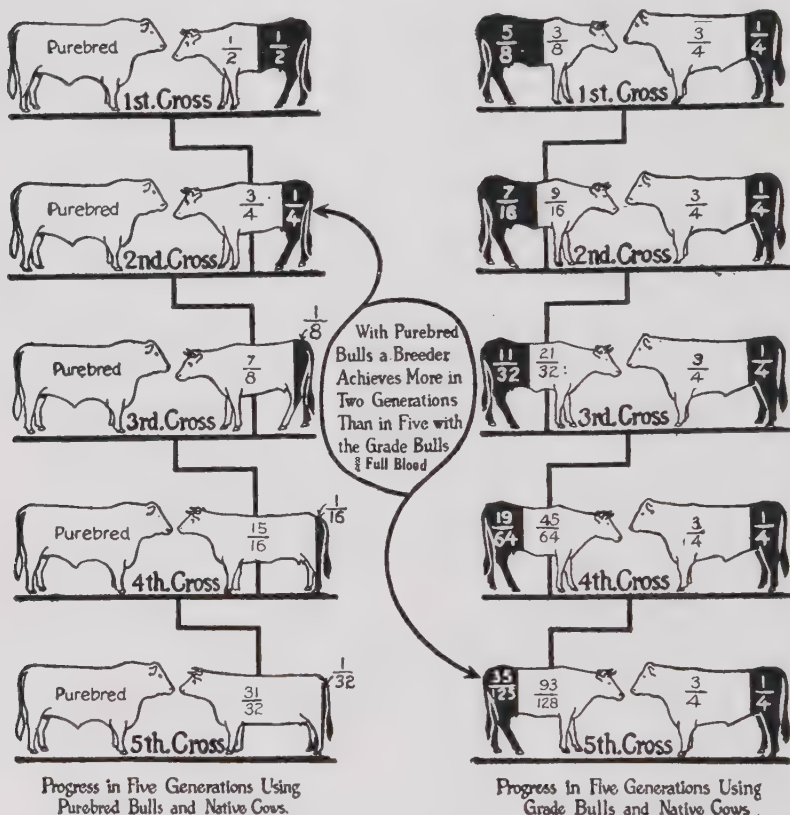 Purebred 1/2 1/2
1st. Cross
Purebred 3/4 1/4
2nd. Cross
1/8
Purebred 7/8
3rd. Cross
1/16
Purebred 15/16
4th. Cross
1/32
Purebred 31/32
5th. Cross
Progress in Five Generations Using
Purebred Bulls and Native Cows.
With Purebred
Bulls a Breeder
Achieves More in
Two Generations
Than in Five with
the Grade Bulls
3/4 Full Blood
5/8 3/8 3/4 1/4
1st. Cross
7/16 9/16 3/4 1/4
2nd. Cross
11/32 21/32 3/4 1/4
3rd. Cross
19/64 45/64 3/4 1/4
4th. Cross
35/128 93/128 3/4 1/4
5th. Cross
Progress in Five Generations Using
Grade Bulls and Native Cows.